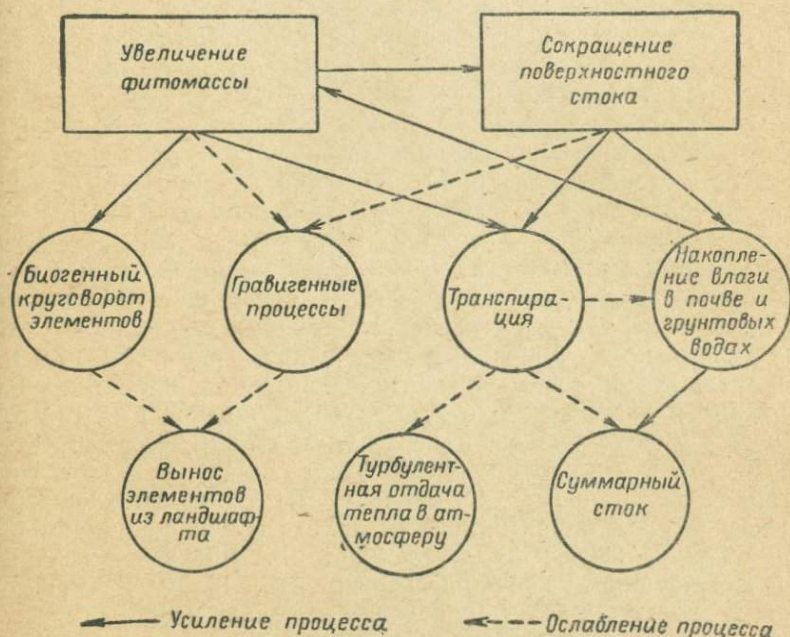 Увеличение
фитомассы
Сокращение
поверхностного
стока
Биогенный
круговорот
элементов
Гравигенные
процессы
Транспира-
ция
Накопле-
ние влаги
в почве и
грунтовых
водах
Вынос
элементов
из ландшаф-
та
Турбулент-
ная отдача
тепла в ат-
мосферу
Суммарный
сток
Усиление процесса
Ослабление процесса